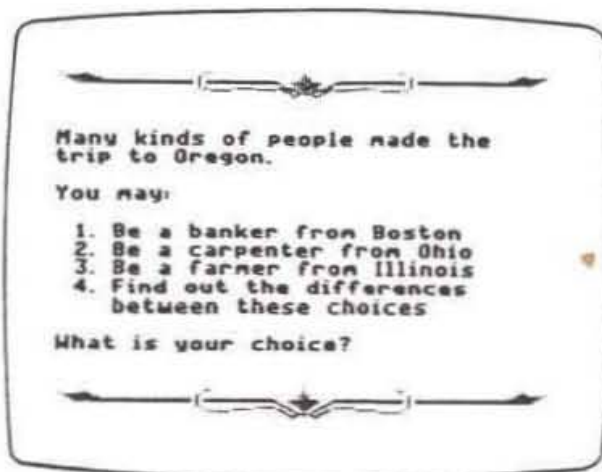 Many kinds of people made the
trip to Oregon.
You may:
1. Be a banker from Boston
2. Be a carpenter from Ohio
3. Be a farmer from Illinois
4. Find out the differences
between these choices
What is your choice?